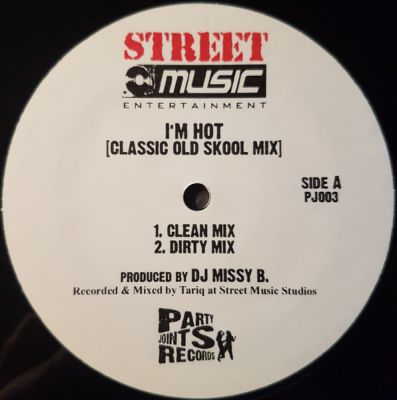 STREET
MUSIC
ENTERTAINMENT
I'M HOT
[CLASSIC OLD SKOOL MIX]
SIDE A
PJ003
1. CLEAN MIX
2. DIRTY MIX
PRODUCED BY DJ MISSY B.
Recorded & Mixed by Tariq at Street Music Studios
PARTY
JOINTS
RECORDS